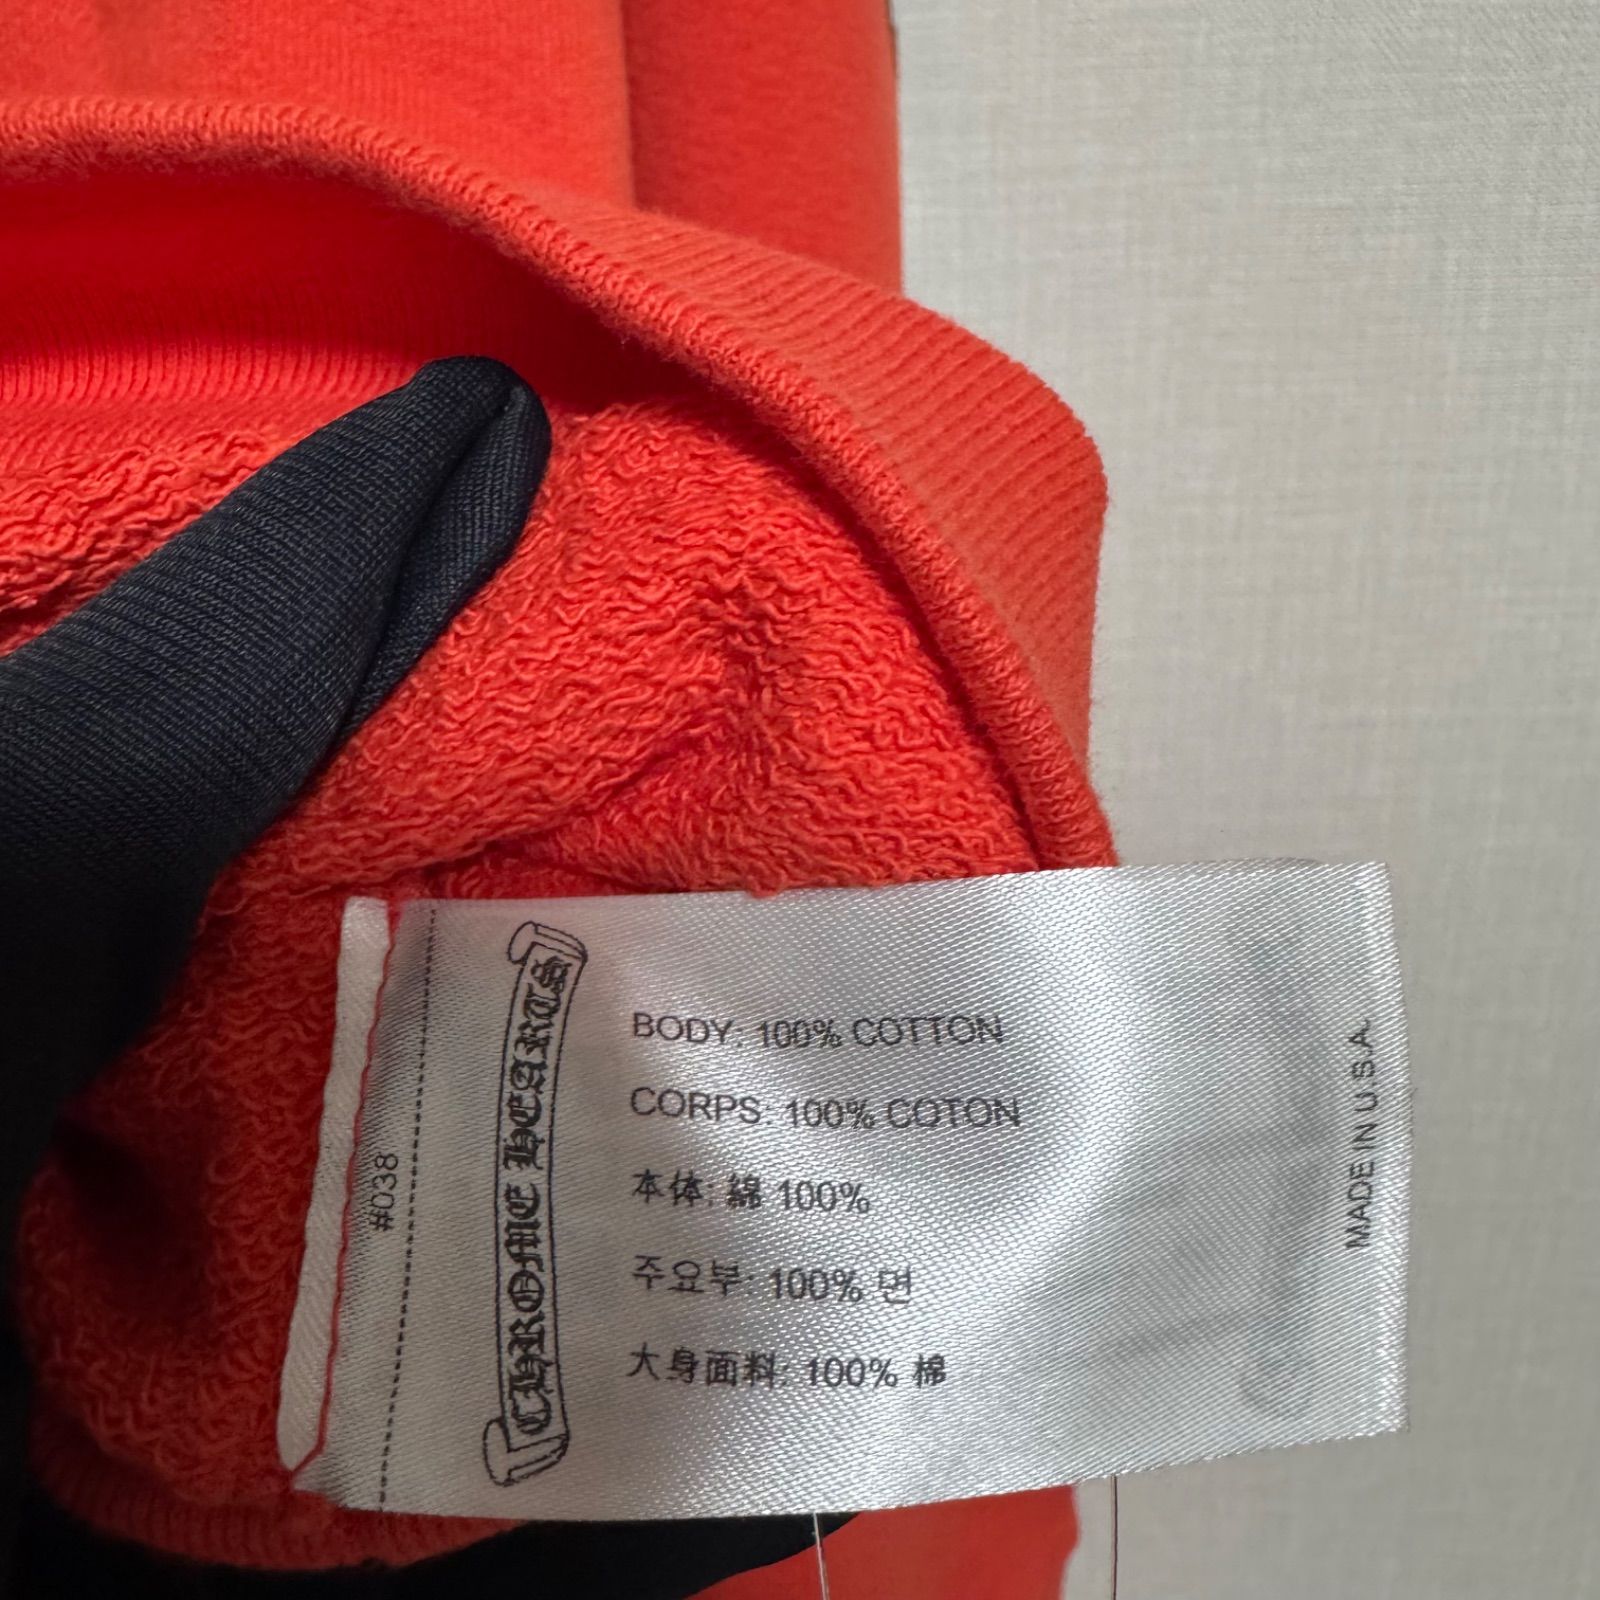 #038
CHROME HEARTS
BODY: 100% COTTON
CORPS: 100% COTON
本体: 綿 100%
주요부: 100% 면
大身面料: 100% 棉
MADE IN U.S.A.